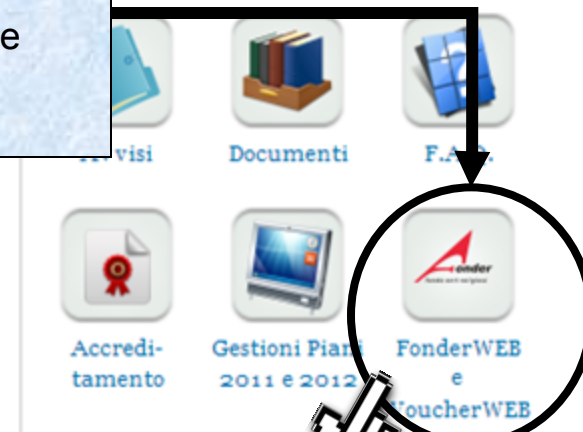 e
Documenti
F.A.Q.
Accredi-
tamento
Gestioni Piani
2011 e 2012
Fonder
FonderWEB
e
VoucherWEB